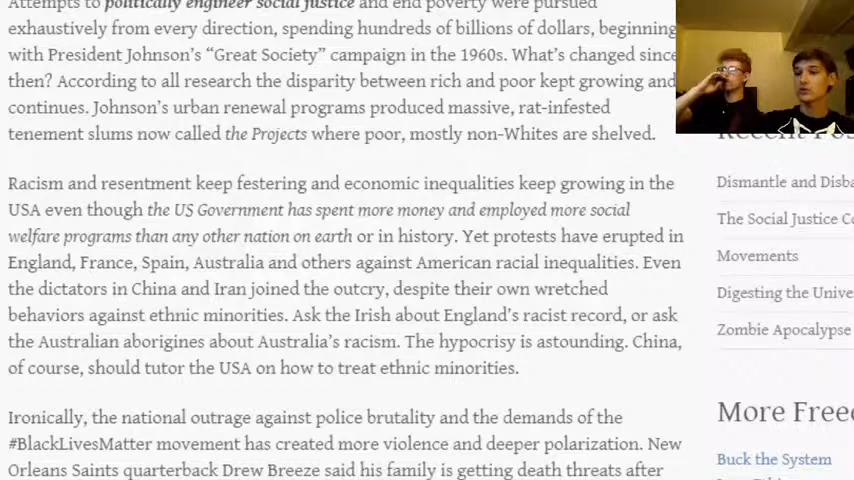 Attempts to politically engineer social justice and end poverty were pursued
exhaustively from every direction, spending hundreds of billions of dollars, beginning
with President Johnson's “Great Society” campaign in the 1960s. What's changed since
then? According to all research the disparity between rich and poor kept growing and
continues. Johnson's urban renewal programs produced massive, rat-infested
tenement slums now called the Projects where poor, mostly non-Whites are shelved.
Racism and resentment keep festering and economic inequalities keep growing in the
USA even though the US Government has spent more money and employed more social
welfare programs than any other nation on earth or in history. Yet protests have erupted in
England, France, Spain, Australia and others against American racial inequalities. Even
the dictators in China and Iran joined the outcry, despite their own wretched
behaviors against ethnic minorities. Ask the Irish about England's racist record, or ask
the Australian aborigines about Australia's racism. The hypocrisy is astounding. China,
of course, should tutor the USA on how to treat ethnic minorities.
Ironically, the national outrage against police brutality and the demands of the
#BlackLivesMatter movement has created more violence and deeper polarization. New
Orleans Saints quarterback Drew Breeze said his family is getting death threats after
Recent Pos
Dismantle and Disba
The Social Justice Co
Movements
Digesting the Unive
Zombie Apocalypse
More Free
Buck the System